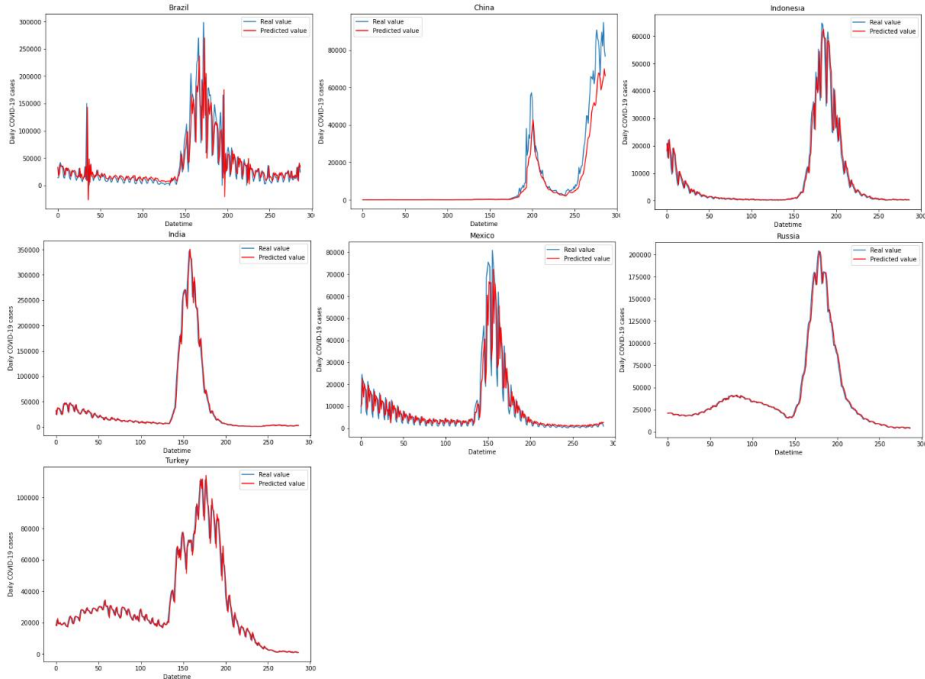 Brazil
Real value
Predicted value
300000
250000
200000
150000
100000
50000
0
Daily COVID-19 cases
0 50 100 150 200 250 300
Datetime
China
Real value
Predicted value
80000
60000
40000
20000
0
Daily COVID-19 cases
0 50 100 150 200 250 300
Datetime
Indonesia
Real value
Predicted value
60000
50000
40000
30000
20000
10000
0
Daily COVID-19 cases
0 50 100 150 200 250 300
Datetime
India
Real value
Predicted value
350000
300000
250000
200000
150000
100000
50000
0
Daily COVID-19 cases
0 50 100 150 200 250 300
Datetime
Mexico
Real value
Predicted value
80000
70000
60000
50000
40000
30000
20000
10000
0
Daily COVID-19 cases
0 50 100 150 200 250 300
Datetime
Russia
Real value
Predicted value
200000
175000
150000
125000
100000
75000
50000
25000
0
Daily COVID-19 cases
0 50 100 150 200 250 300
Datetime
Turkey
Real value
Predicted value
100000
80000
60000
40000
20000
0
Daily COVID-19 cases
0 50 100 150 200 250 300
Datetime